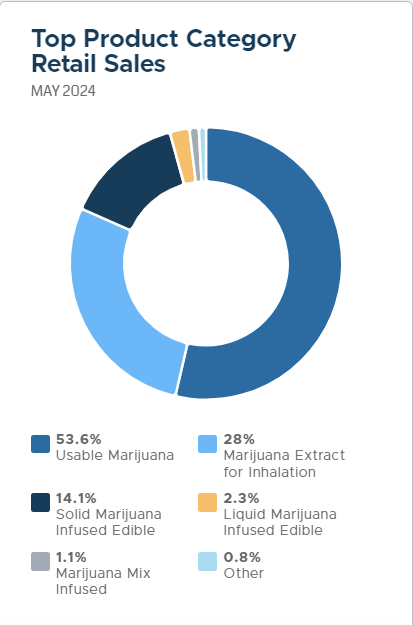 Top Product Category
Retail Sales
MAY 2024
53.6%
Usable Marijuana
28%
Marijuana Extract
for Inhalation
14.1%
Solid Marijuana
Infused Edible
2.3%
Liquid Marijuana
Infused Edible
1.1%
Marijuana Mix
Infused
0.8%
Other